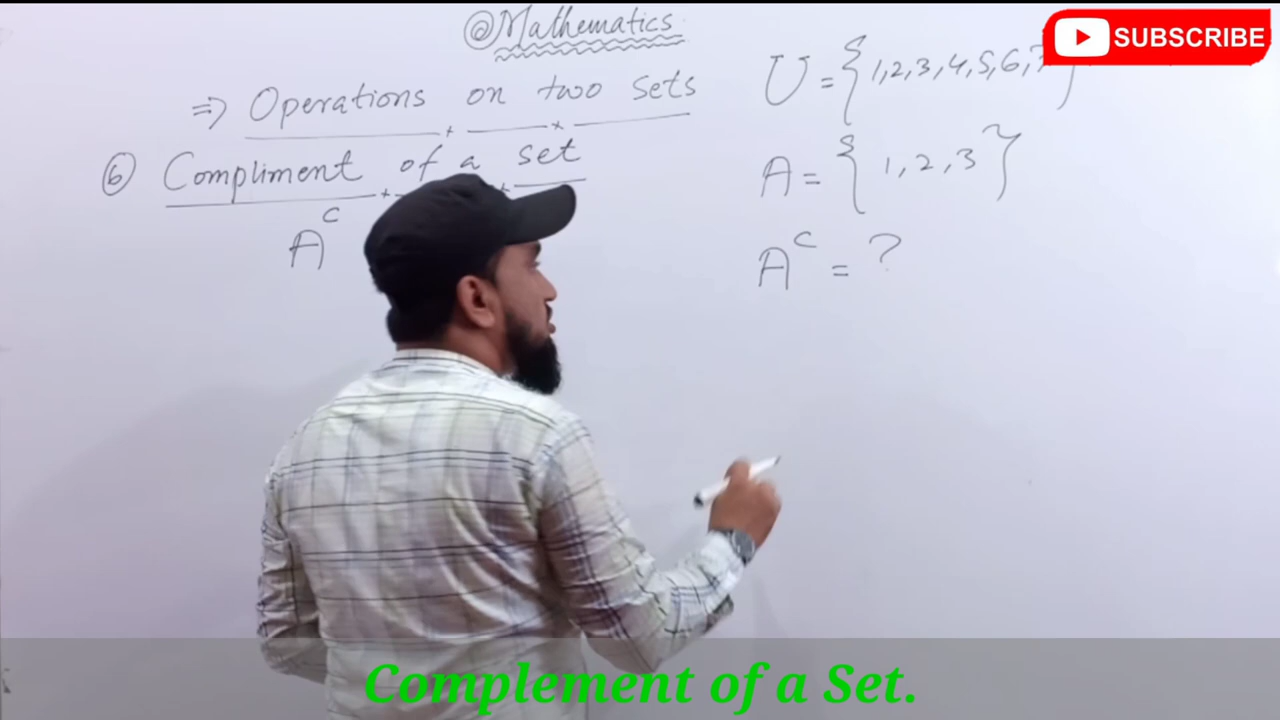 @Mathematics
⇒ Operations on two sets
⑥ Compliment of a set
A^C
U = { 1,2,3,4,5,6,7 }
A = { 1,2,3 }
A^C = ?
SUBSCRIBE
Complement of a Set.